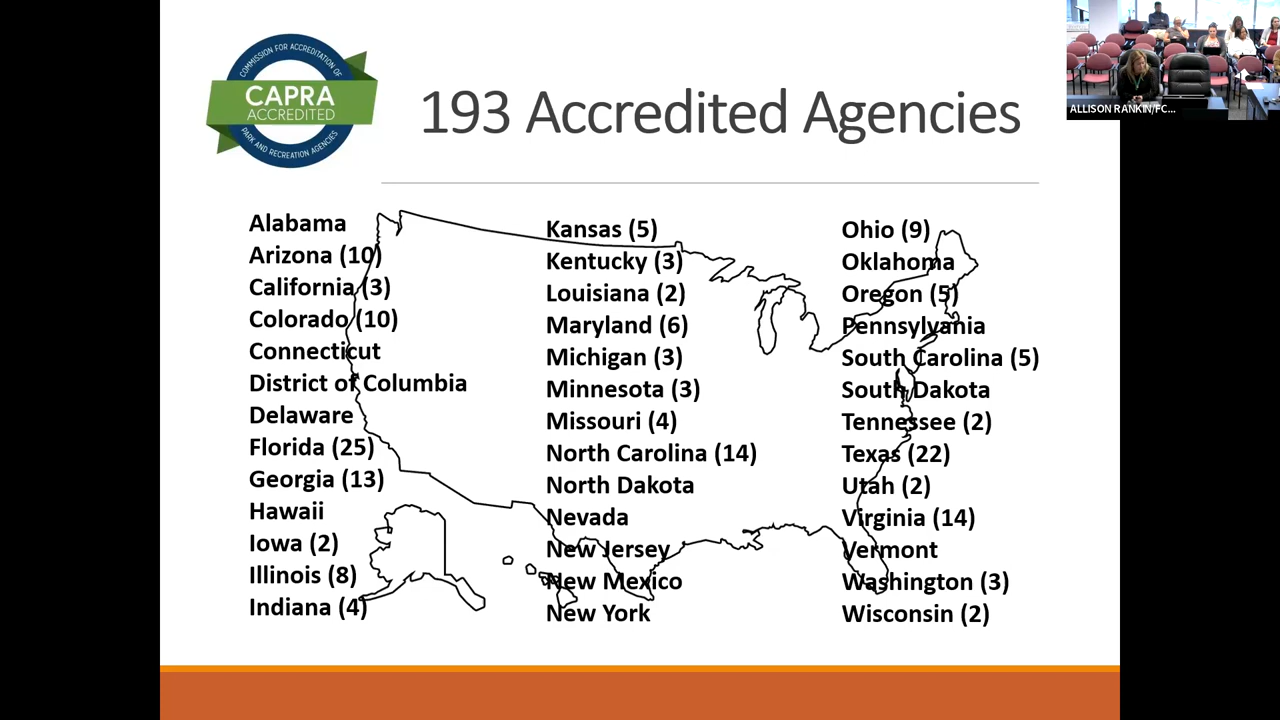 COMMISSION FOR ACCREDITATION OF
CAPRA
ACCREDITED
PARK AND RECREATION AGENCIES
193 Accredited Agencies
ALLISON RANKIN/FC...
Alabama
Arizona (10)
California (3)
Colorado (10)
Connecticut
District of Columbia
Delaware
Florida (25)
Georgia (13)
Hawaii
Iowa (2)
Illinois (8)
Indiana (4)
Kansas (5)
Kentucky (3)
Louisiana (2)
Maryland (6)
Michigan (3)
Minnesota (3)
Missouri (4)
North Carolina (14)
North Dakota
Nevada
New Jersey
New Mexico
New York
Ohio (9)
Oklahoma
Oregon (5)
Pennsylvania
South Carolina (5)
South Dakota
Tennessee (2)
Texas (22)
Utah (2)
Virginia (14)
Vermont
Washington (3)
Wisconsin (2)